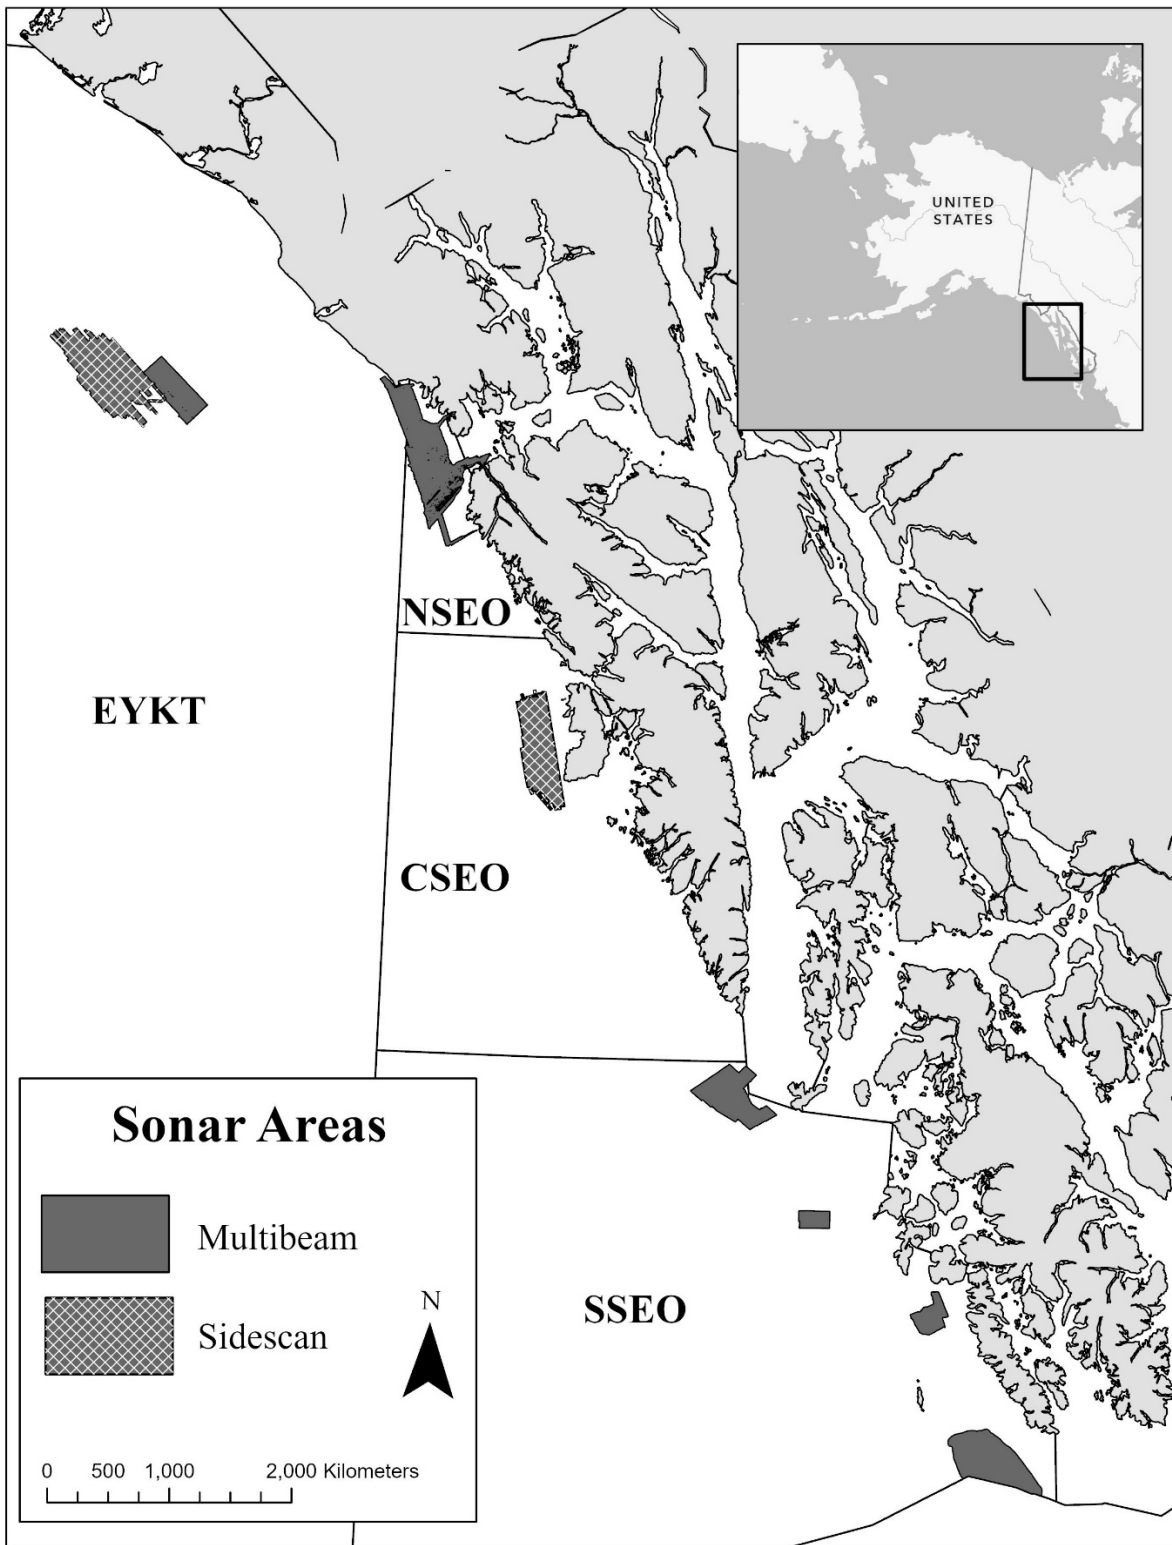 UNITED
STATES
NSEO
EYKT
CSEO
SSEO
Sonar Areas
Multibeam
Sidescan
N
0 500 1,000 2,000 Kilometers